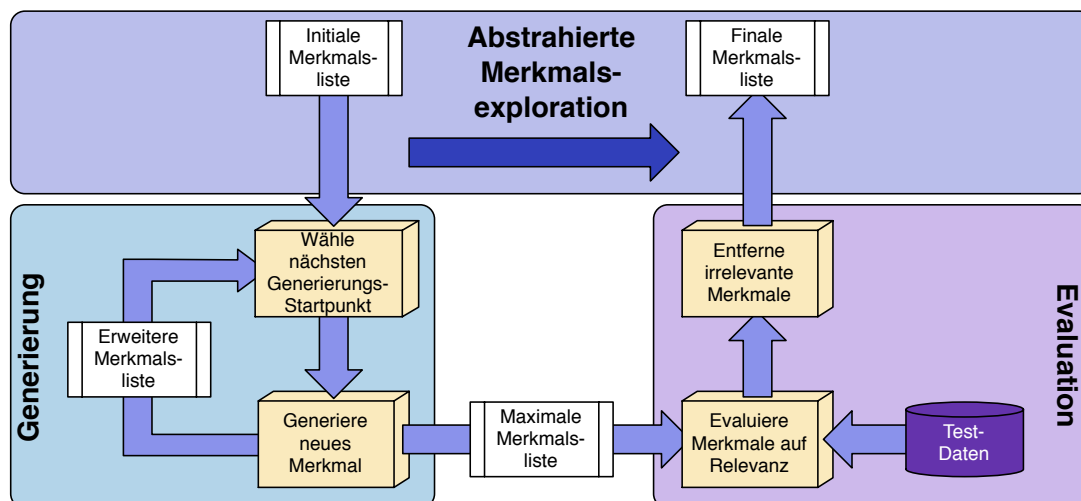 Initiale
Merkmals-
liste
Abstrahierte
Merkmals-
exploration
Finale
Merkmals-
liste
Generierung
Wähle
nächsten
Generierungs-
Startpunkt
Erweitere
Merkmals-
liste
Generiere
neues
Merkmal
Maximale
Merkmals-
liste
Entferne
irrelevante
Merkmale
Evaluiere
Merkmale auf
Relevanz
Test-
Daten
Evaluation